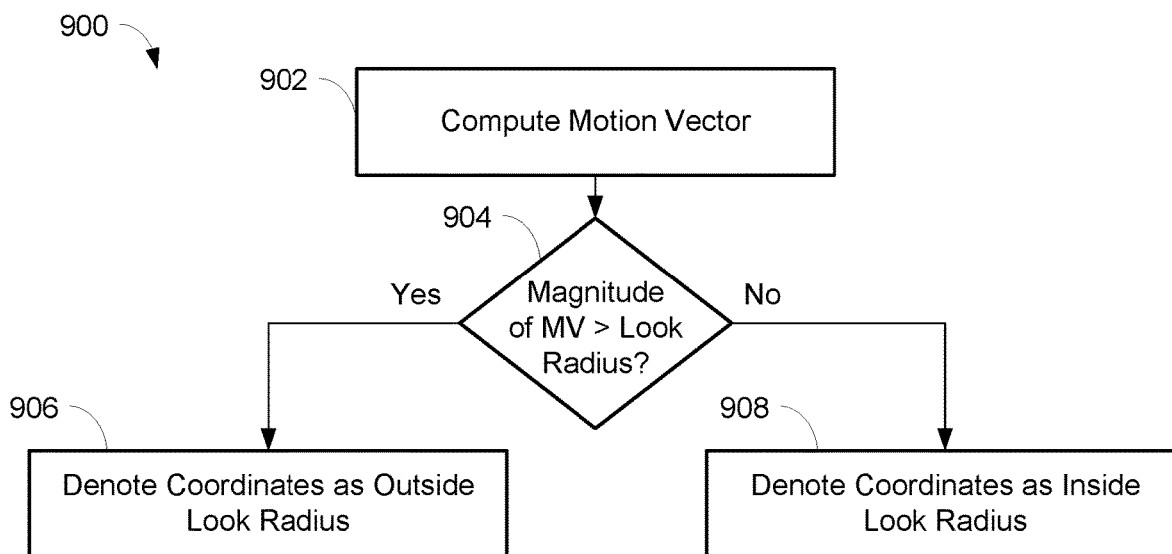 900
902
Compute Motion Vector
904
Yes
Magnitude
of MV > Look
Radius?
No
906
Denote Coordinates as Outside
Look Radius
908
Denote Coordinates as Inside
Look Radius